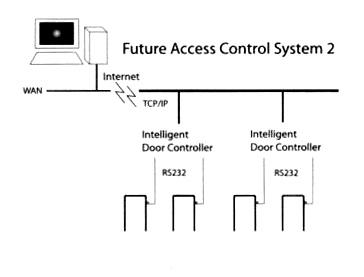 Future Access Control System 2
Internet
WAN
TCP/IP
Intelligent
Door Controller
Intelligent
Door Controller
RS232
RS232